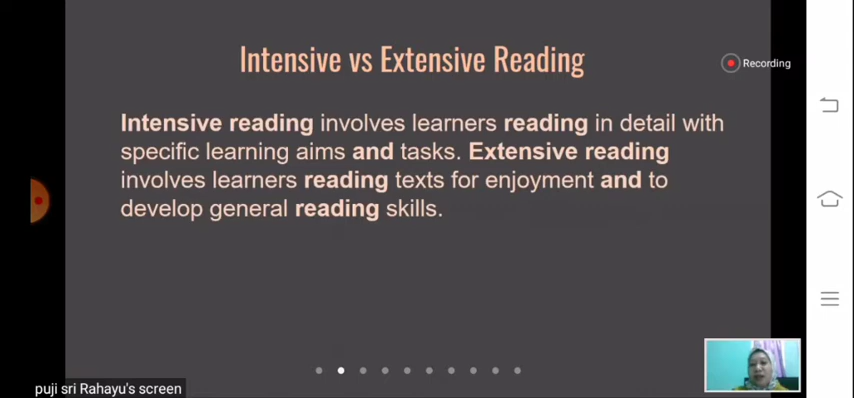 Intensive vs Extensive Reading
Recording
Intensive reading involves learners reading in detail with
specific learning aims and tasks. Extensive reading
involves learners reading texts for enjoyment and to
develop general reading skills.
puji sri Rahayu's screen